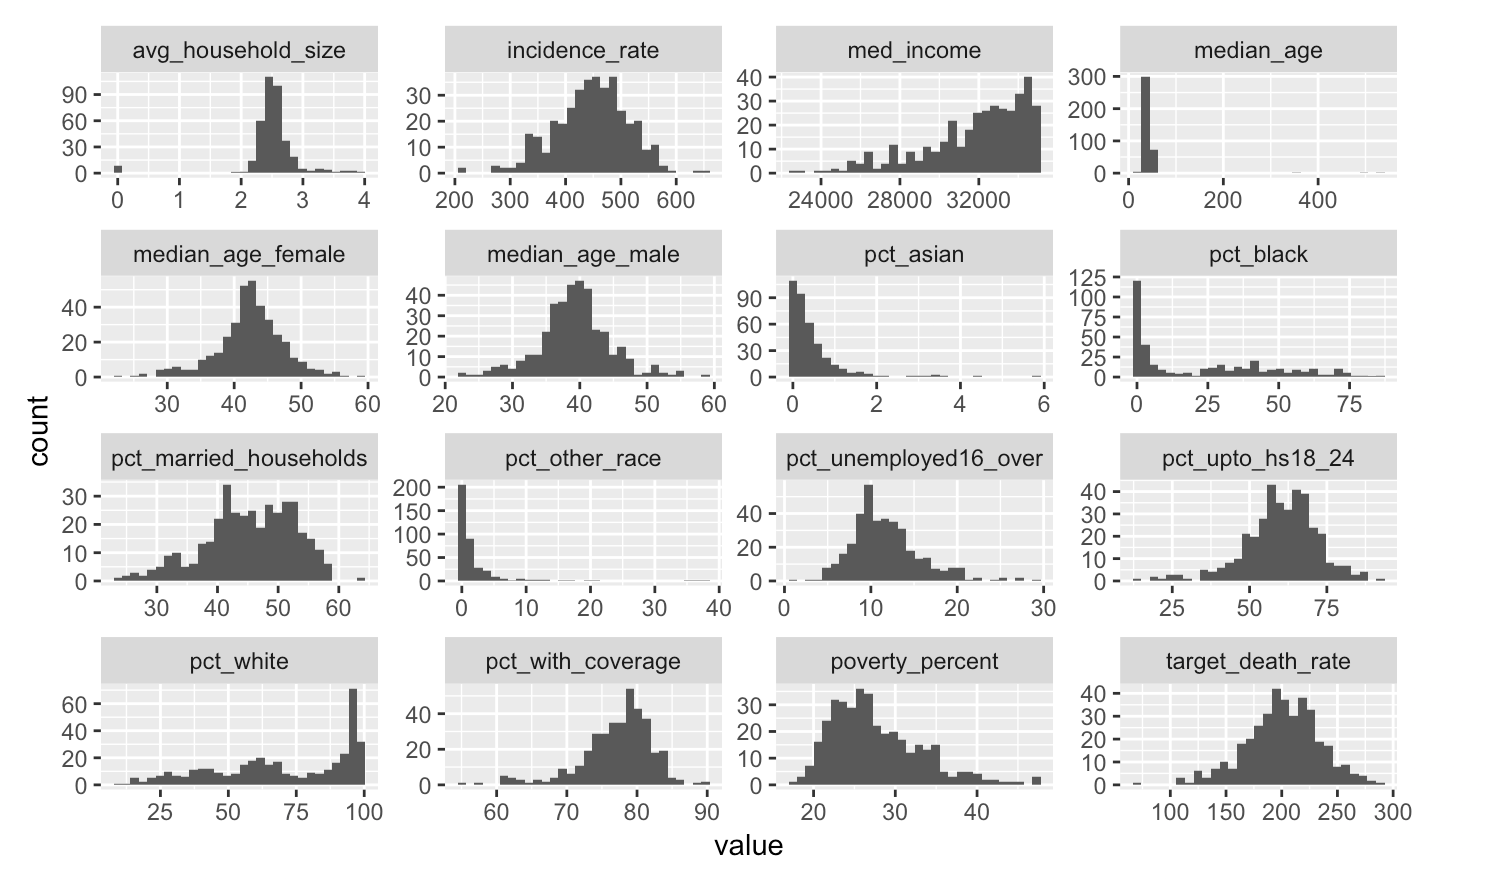 avg_household_size incidence_rate med_income median_age
90 60 30 0
30 20 10 0
40 30 20 10 0
300 200 100 0
0 1 2 3 4 200 300 400 500 600 24000 28000 32000 0 200 400
median_age_female median_age_male pct_asian pct_black
40 20 0
40 30 20 10 0
90 60 30 0
125 100 75 50 25 0
30 40 50 60 20 30 40 50 60 0 2 4 6 0 25 50 75
count
pct_married_households pct_other_race pct_unemployed16_over pct_upto_hs18_24
30 20 10 0
200 150 100 50 0
40 20 0
40 30 20 10 0
30 40 50 60 0 10 20 30 40 0 10 20 30 25 50 75
pct_white pct_with_coverage poverty_percent target_death_rate
60 40 20 0
40 20 0
30 20 10 0
40 30 20 10 0
25 50 75 100 60 70 80 90 20 30 40 100 150 200 250 300
value